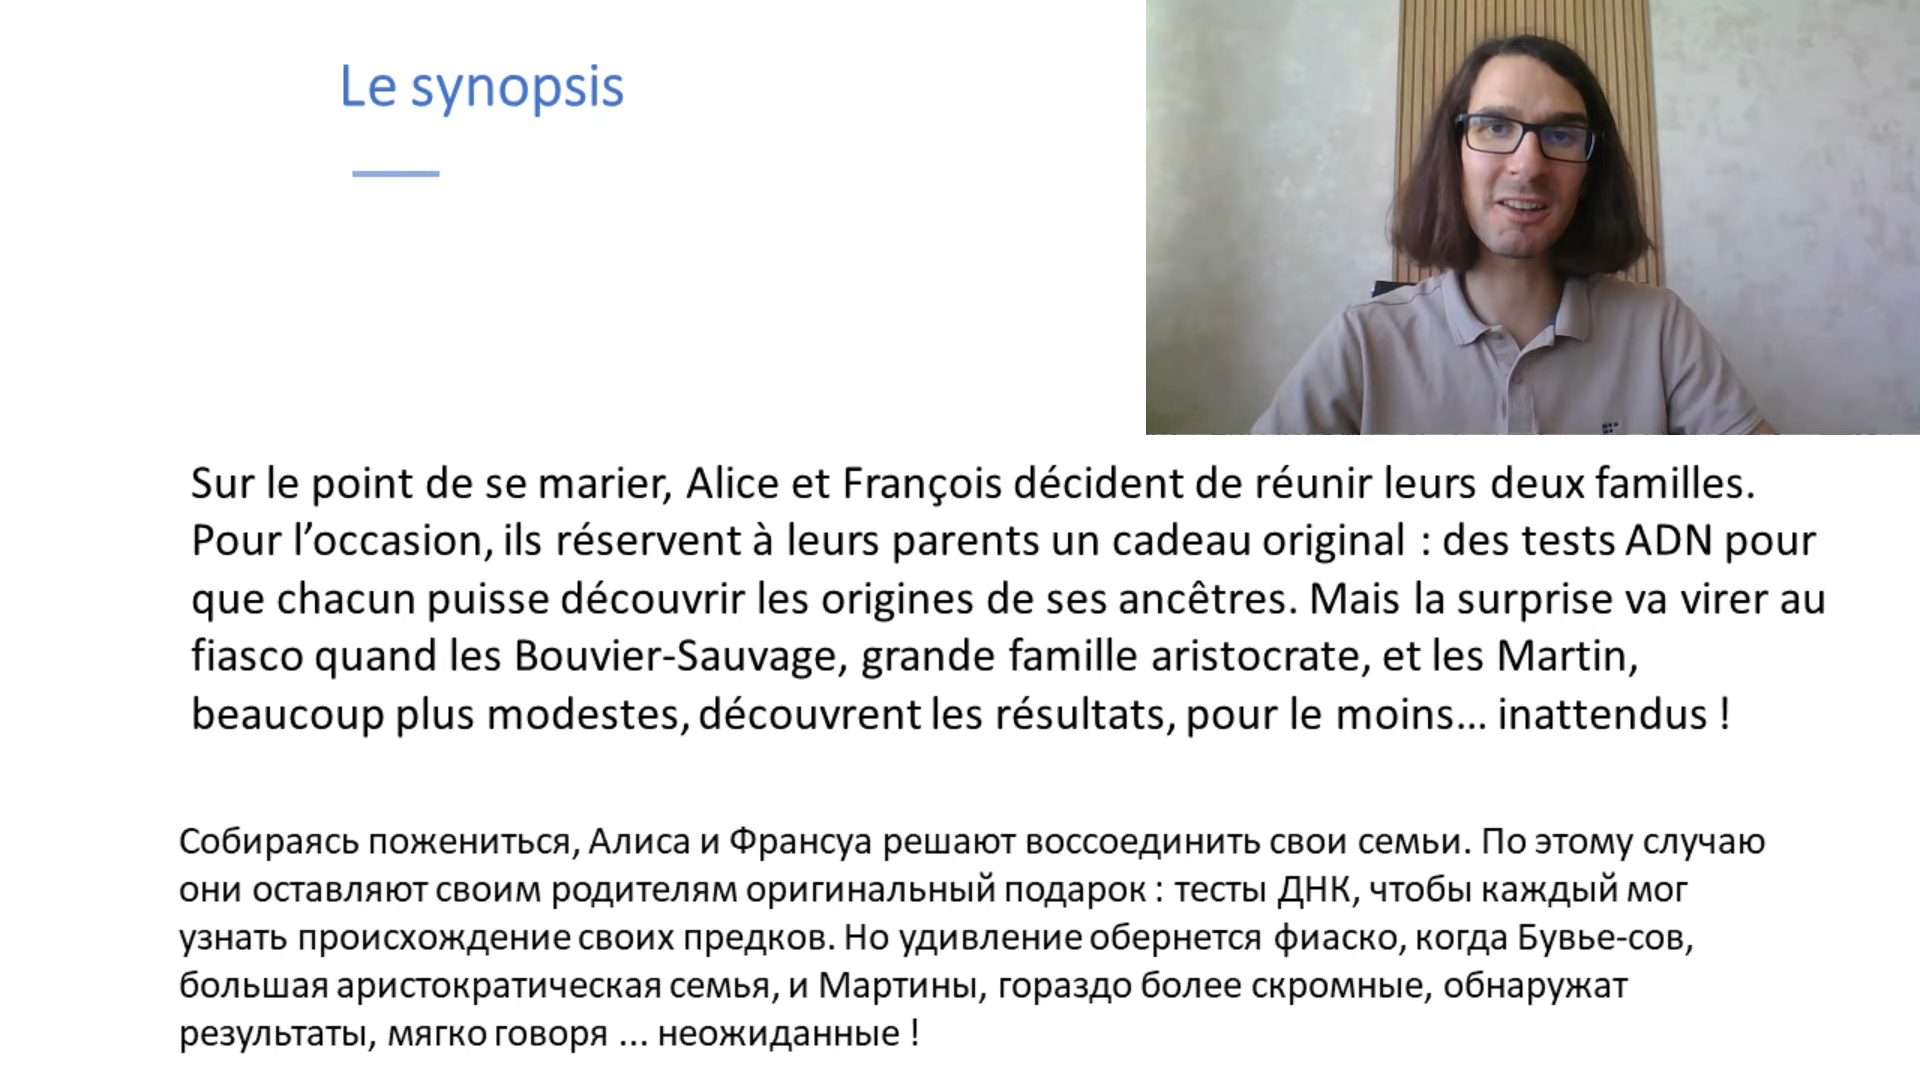 Le synopsis
Sur le point de se marier, Alice et François décident de réunir leurs deux familles.
Pour l’occasion, ils réservent à leurs parents un cadeau original : des tests ADN pour
que chacun puisse découvrir les origines de ses ancêtres. Mais la surprise va virer au
fiasco quand les Bouvier-Sauvage, grande famille aristocrate, et les Martin,
beaucoup plus modestes, découvrent les résultats, pour le moins... inattendus !
Собираясь пожениться, Алиса и Франсуа решают воссоединить свои семьи. По этому случаю
они оставляют своим родителям оригинальный подарок : тесты ДНК, чтобы каждый мог
узнать происхождение своих предков. Но удивление обернется фиаско, когда Бувье-сов,
большая аристократическая семья, и Мартины, гораздо более скромные, обнаружат
результаты, мягко говоря ... неожиданные !